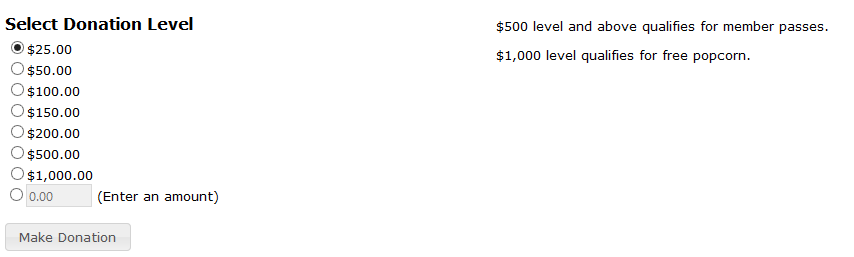 Select Donation Level
$25.00
$50.00
$100.00
$150.00
$200.00
$500.00
$1,000.00
0.00 (Enter an amount)
Make Donation
$500 level and above qualifies for member passes.
$1,000 level qualifies for free popcorn.